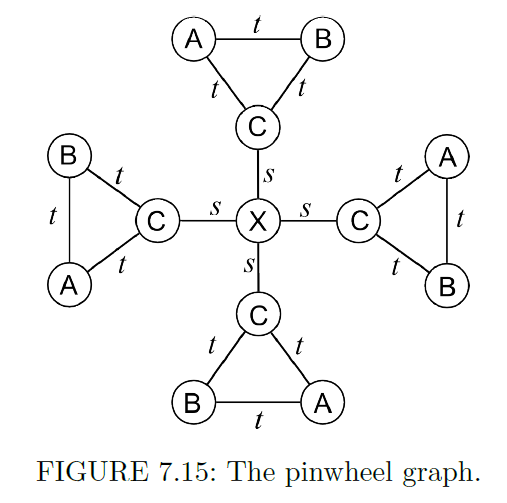 A t B
t t
C
s
B A
t t
t C s X s C t
t t
A B
s
C
t t
B t A
FIGURE 7.15: The pinwheel graph.